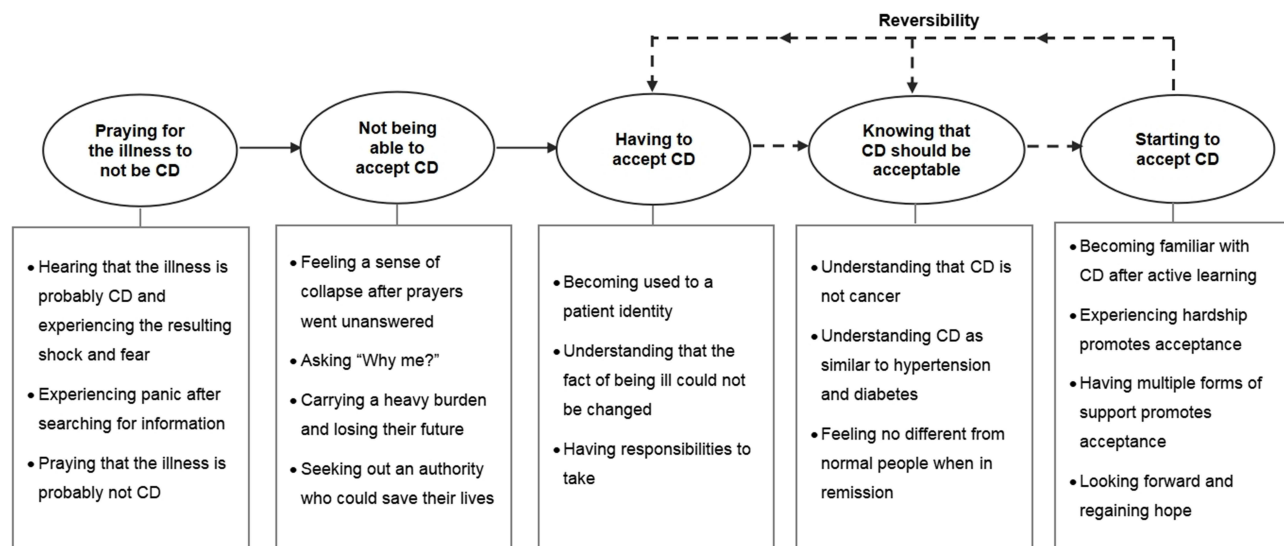 Reversibility
Praying for
the illness to
not be CD
Not being
able to
accept CD
Having to
accept CD
Knowing that
CD should be
acceptable
Starting to
accept CD
• Hearing that the illness is
probably CD and
experiencing the resulting
shock and fear
• Experiencing panic after
searching for information
• Praying that the illness is
probably not CD
• Feeling a sense of
collapse after prayers
went unanswered
• Asking “Why me?”
• Carrying a heavy burden
and losing their future
• Seeking out an authority
who could save their lives
• Becoming used to a
patient identity
• Understanding that the
fact of being ill could not
be changed
• Having responsibilities to
take
• Understanding that CD is
not cancer
• Understanding CD as
similar to hypertension
and diabetes
• Feeling no different from
normal people when in
remission
• Becoming familiar with
CD after active learning
• Experiencing hardship
promotes acceptance
• Having multiple forms of
support promotes
acceptance
• Looking forward and
regaining hope